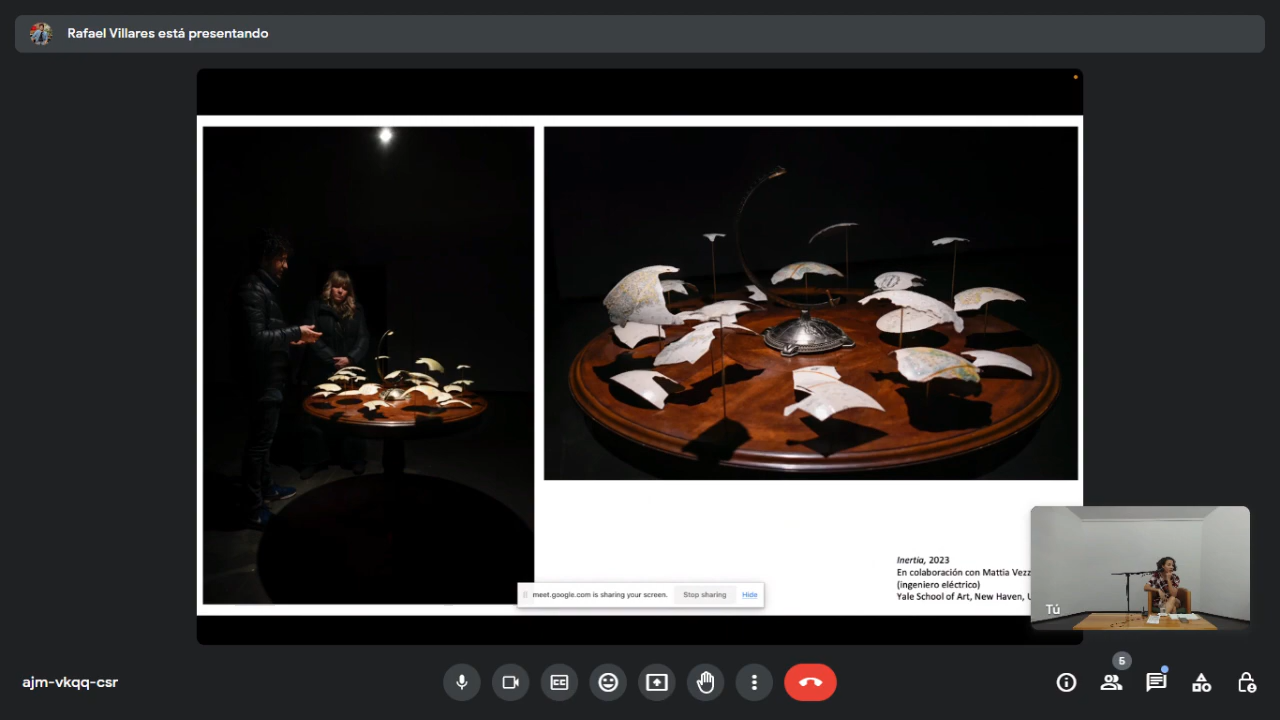 Rafael Villares está presentando
Inertia, 2023
En colaboración con Mattia Vezz
(ingeniero eléctrico)
Yale School of Art, New Haven, U
meet.google.com is sharing your screen. Stop sharing Hide
Tú
ajm-vkqq-csr
5